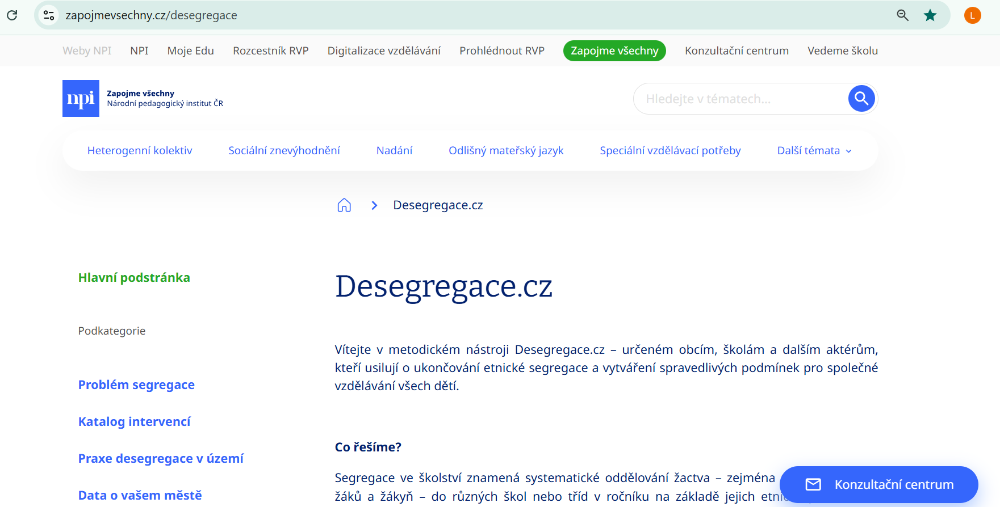 zapojmevsechny.cz/desegregace
L
Weby NPI NPI Moje Edu Rozcestník RVP Digitalizace vzdělávání Prohlédnout RVP Zapojme všechny Konzultační centrum Vedeme školu
npi
Zapojme všechny
Národní pedagogický institut ČR
Hledejte v tématech...
Heterogenní kolektiv Sociální znevýhodnění Nadání Odlišný mateřský jazyk Speciální vzdělávací potřeby Další témata
Desegregace.cz
Hlavní podstránka
Podkategorie
Problém segregace
Katalog intervencí
Praxe desegregace v území
Data o vašem městě
Desegregace.cz
Vítejte v metodickém nástroji Desegregace.cz – určeném obcím, školám a dalším aktérům,
kteří usilují o ukončování etnické segregace a vytváření spravedlivých podmínek pro společné
vzdělávání všech dětí.
Co řešíme?
Segregace ve školství znamená systematické oddělování žactva – zejména
žáků a žákyň – do různých škol nebo tříd v ročníku na základě jejich
Konzultační centrum